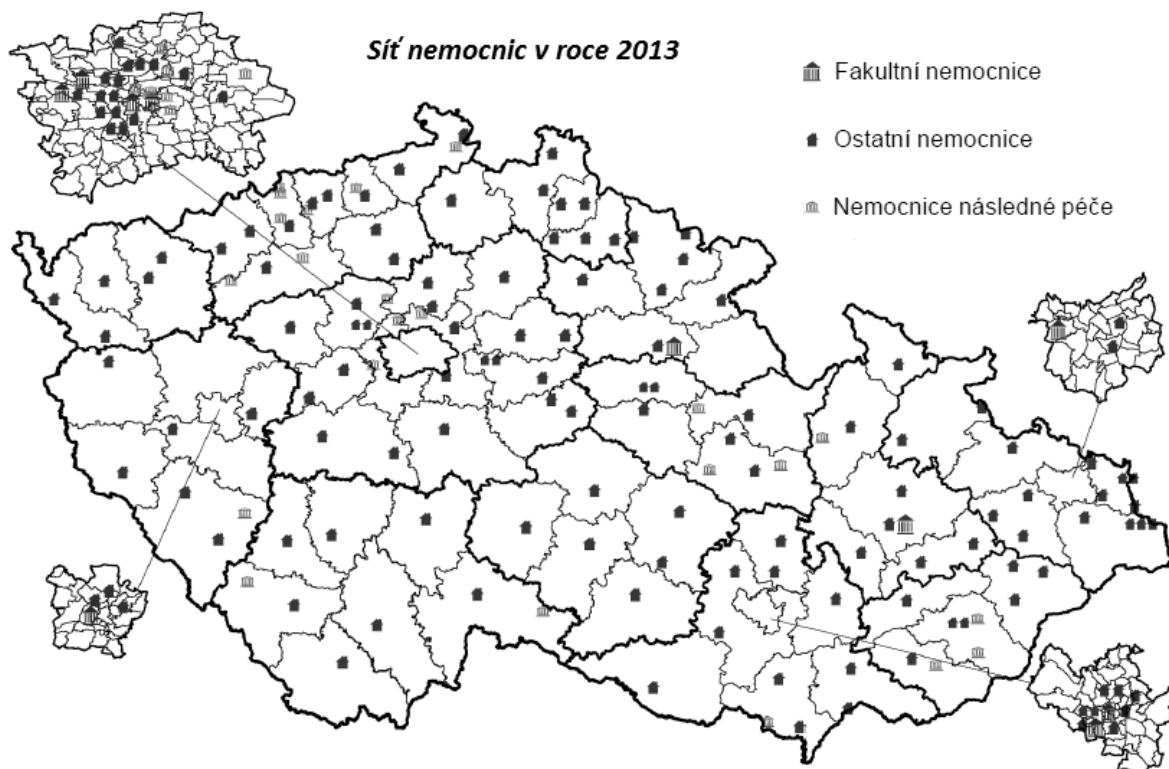 Síť nemocnic v roce 2013
Fakultní nemocnice
Ostatní nemocnice
Nemocnice následné péče